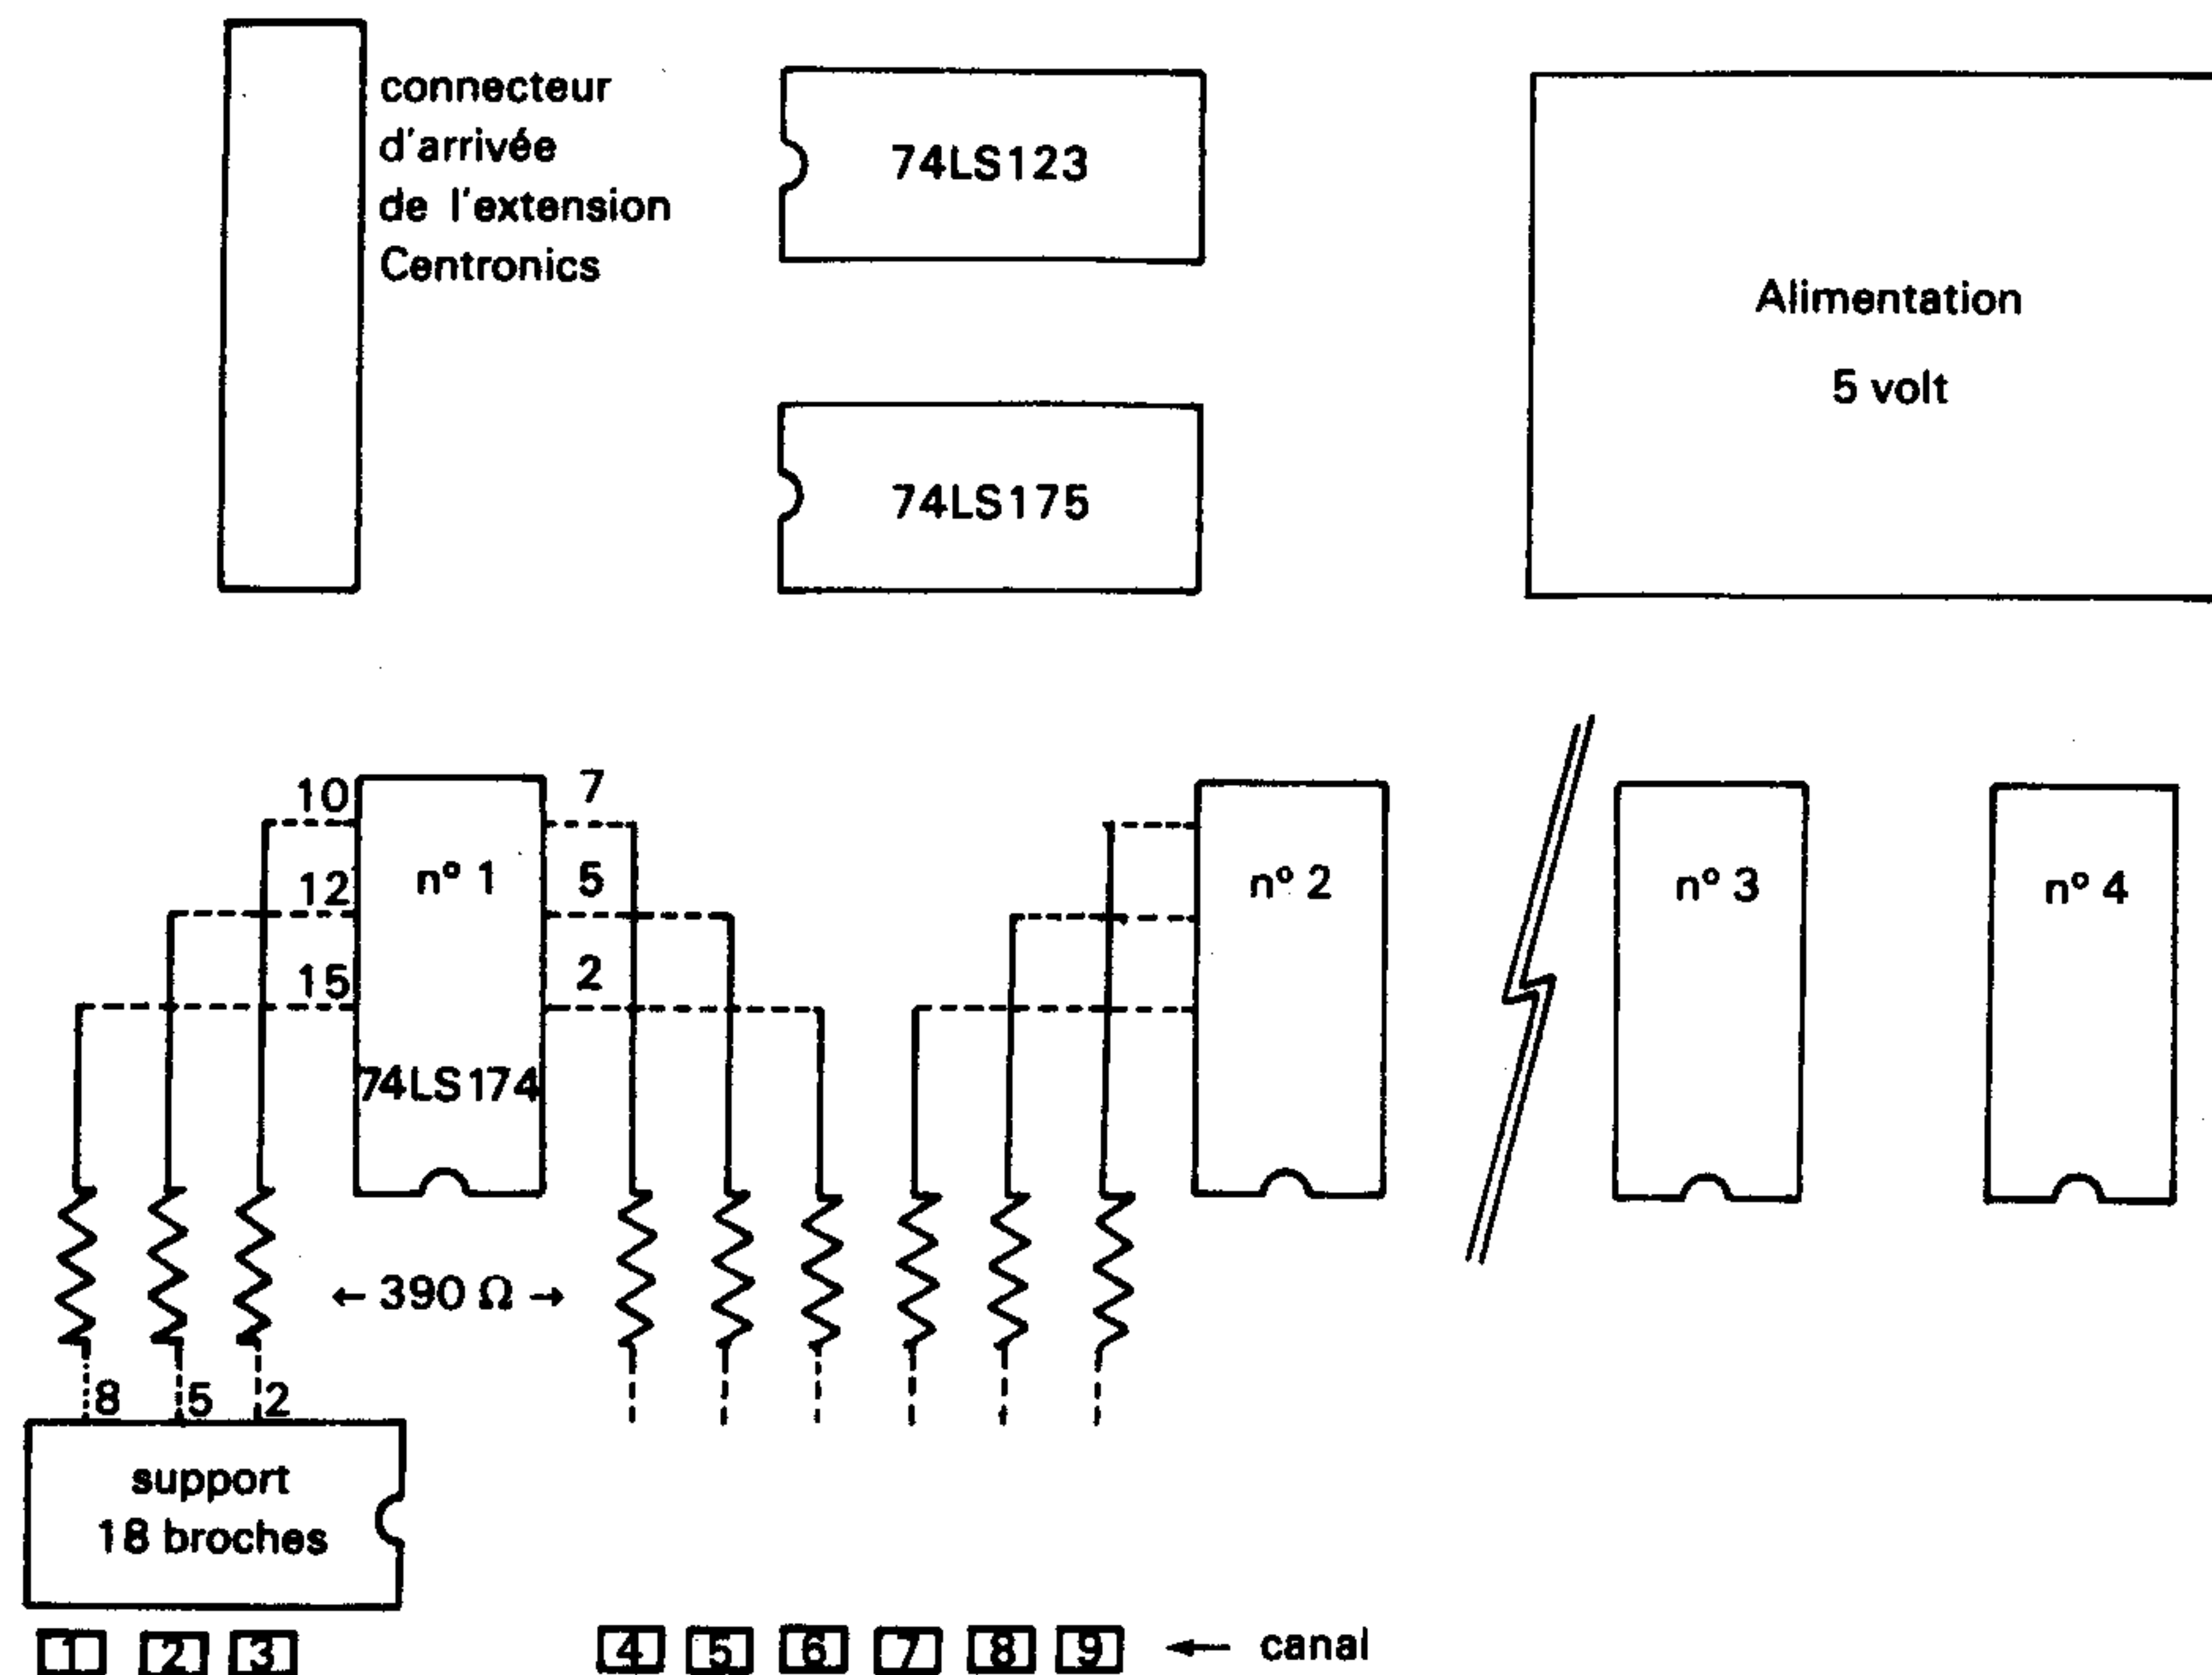 connecteur
d'arrivée
de l'extension
Centronics
74LS123
Alimentation
5 volt
74LS175
10
7
12
n° 1
5
15
2
74LS174
n° 2
n° 3
n° 4
← 390 Ω →
8 5 2
support
18 broches
1 2 3 4 5 6 7 8 9 ← canal